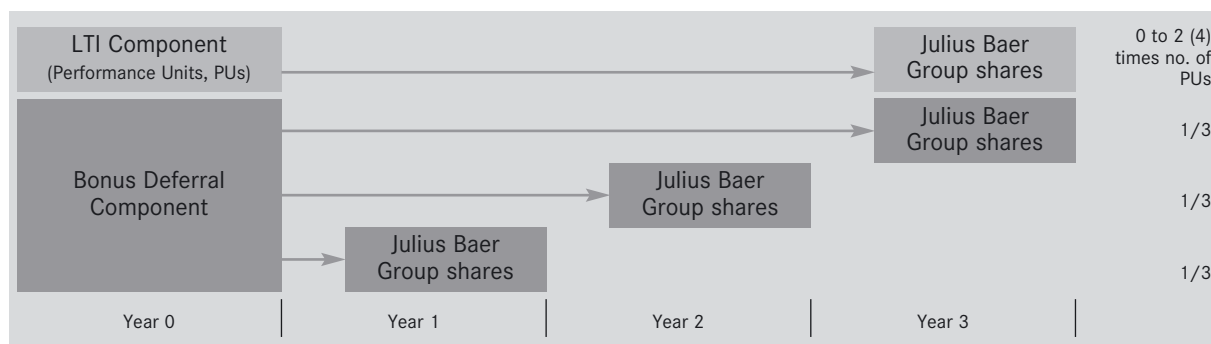 LTI Component
(Performance Units, PUs)
Julius Baer
Group shares
0 to 2 (4)
times no. of
PUs
Julius Baer
Group shares
1/3
Bonus Deferral
Component
Julius Baer
Group shares
1/3
Julius Baer
Group shares
1/3
Year 0
Year 1
Year 2
Year 3